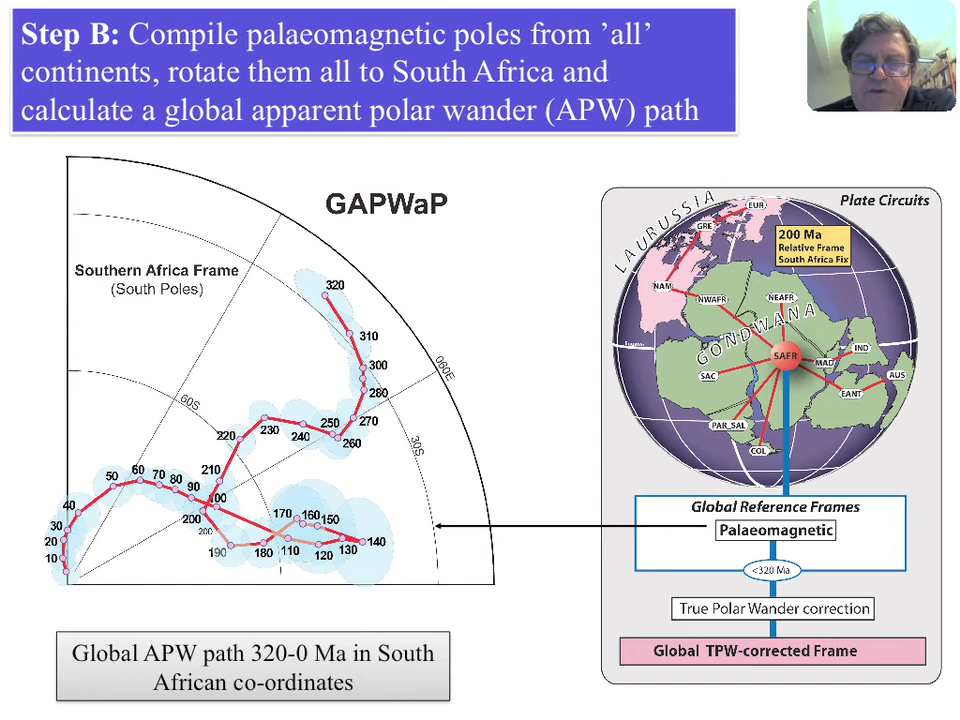 Step B: Compile palaeomagnetic poles from ’all’
continents, rotate them all to South Africa and
calculate a global apparent polar wander (APW) path
GAPWaP
Southern Africa Frame
(South Poles)
320
310
300
280
270
260
250
240
230
220
210
200
200
190
180
170
160
150
140
130
120
110
100
90
80
70
60
50
40
30
20
10
60S
30S
060E
Plate Circuits
200 Ma
Relative Frame
South Africa Fix
LAURUSSIA
EUR
GRE
NAM
NWAFR
NEAFR
GONDWANA
SAFR
MAD
IND
SAC
EANT
AUS
PAR_SAL
COL
Global Reference Frames
Palaeomagnetic
<320 Ma
True Polar Wander correction
Global TPW-corrected Frame
Global APW path 320-0 Ma in South
African co-ordinates